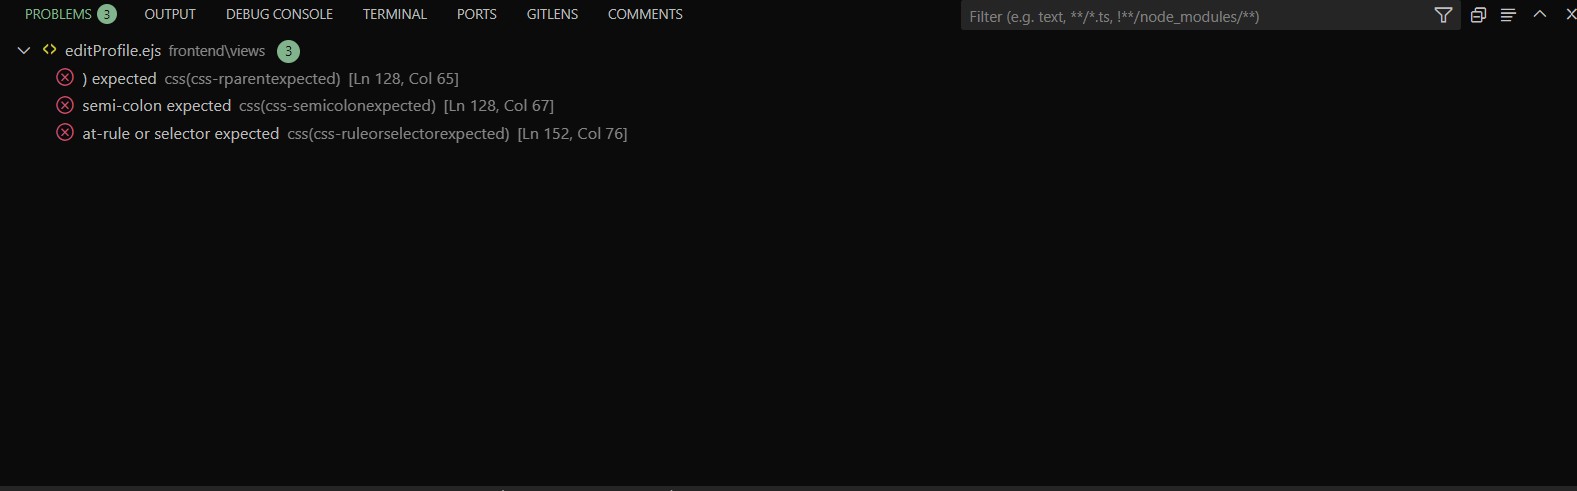 PROBLEMS 3 OUTPUT DEBUG CONSOLE TERMINAL PORTS GITLENS COMMENTS Filter (e.g. text, **/*.ts, !**/node_modules/**)
editProfile.ejs frontend\views 3
) expected css(css-rparentexpected) [Ln 128, Col 65]
semi-colon expected css(css-semicolonexpected) [Ln 128, Col 67]
at-rule or selector expected css(css-ruleorselectorexpected) [Ln 152, Col 76]